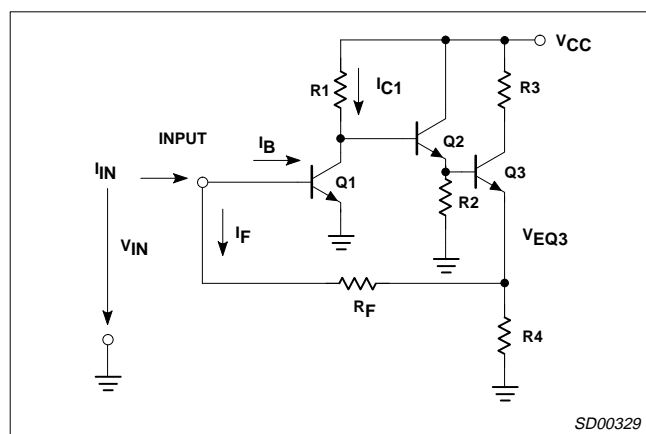 VCC
R1
IC1
R3
INPUT
IB
Q2
Q3
IIN
Q1
R2
VIN
IF
VEQ3
RF
R4
SD00329